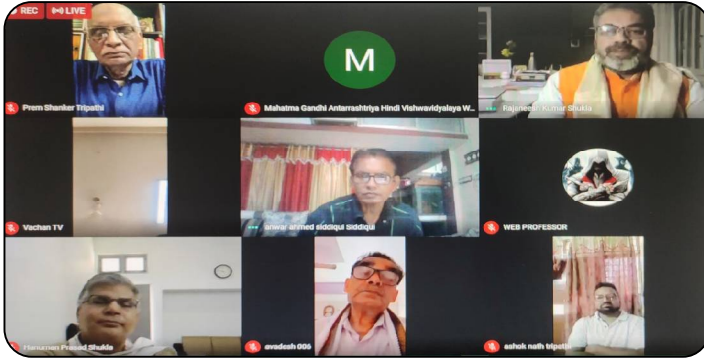 REC LIVE
Prem Shanker Tripathi
M
Mahatma Gandhi Antarrashtriya Hindi Vishwavidyalaya W...
Rajaneesh Kumar Shukla
Vachan TV
anwar ahmed siddiqui Siddiqui
WEB PROFESSOR
Hanuman Prasad Shukla
avadesh 006
ashok nath tripathi